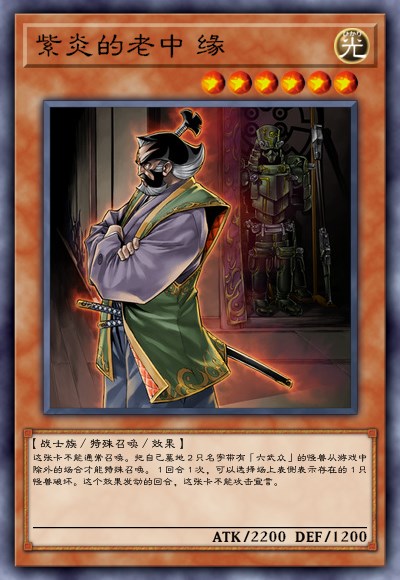 紫炎的老中 缘
光
【战士族／特殊召唤／效果】
这张卡不能通常召唤。把自己墓地２只名字带有「六武众」的怪兽从游戏中
除外的场合才能特殊召唤。１回合１次，可以选择场上表侧表示存在的１只
怪兽破坏。这个效果发动的回合，这张卡不能攻击宣言。
ATK/2200 DEF/1200